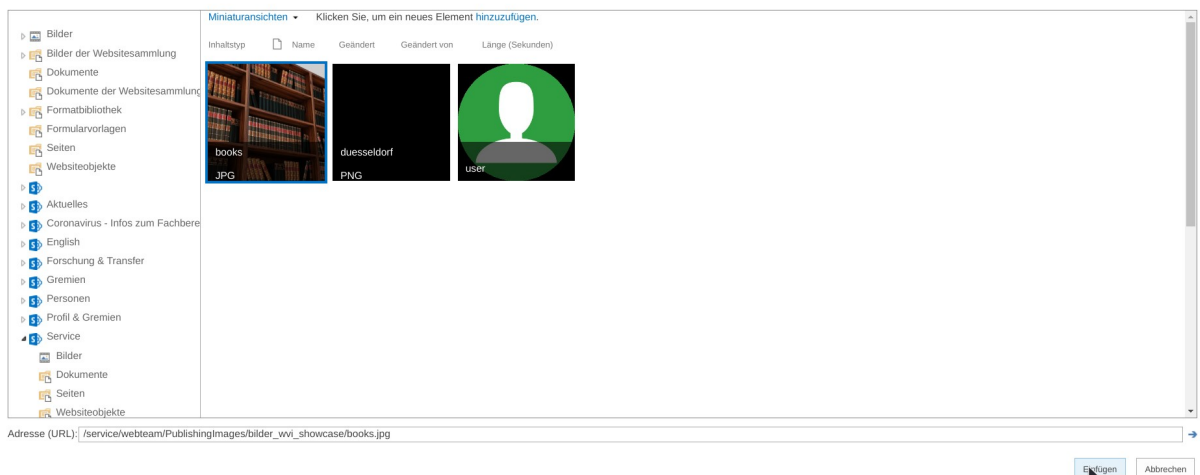 Miniaturansichten Klicken Sie, um ein neues Element hinzuzufügen.
Inhaltstyp Name Geändert Geändert von Länge (Sekunden)
books
JPG
duesseldorf
PNG
user
Bilder
Bilder der Websitesammlung
Dokumente
Dokumente der Websitesammlung
Formatbibliothek
Formularvorlagen
Seiten
Websiteobjekte
Aktuelles
Coronavirus - Infos zum Fachbere
English
Forschung & Transfer
Gremien
Personen
Profil & Gremien
Service
Bilder
Dokumente
Seiten
Websiteobjekte
Adresse (URL): /service/webteam/PublishingImages/bilder_wvi_showcase/books.jpg
Einfügen Abbrechen